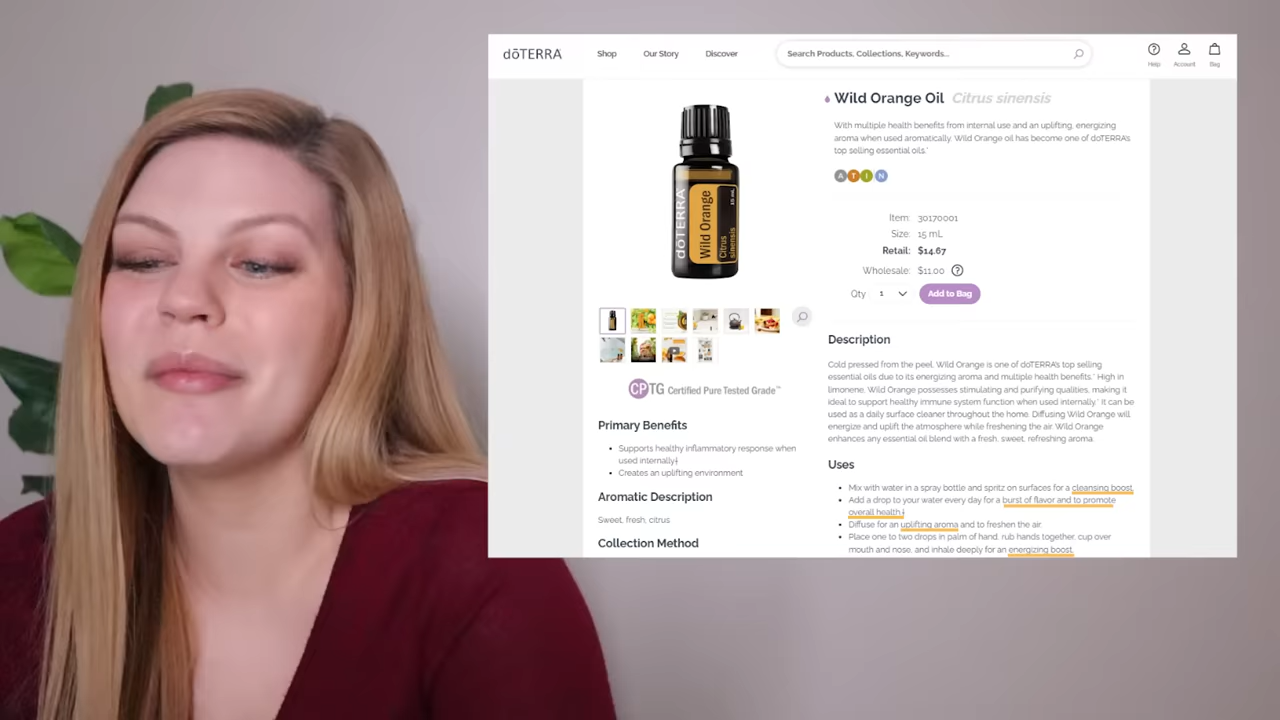 dōTERRA
Shop
Our Story
Discover
Search Products, Collections, Keywords...
Help
Account
Bag
Wild Orange Oil Citrus sinensis
With multiple health benefits from internal use and an uplifting, energizing
aroma when used aromatically, Wild Orange oil has become one of doTERRA's
top selling essential oils.*
A T I N
Item: 30170001
Size: 15 mL
Retail: $14.67
Wholesale: $11.00 ?
Qty 1
Add to Bag
dōTERRA
Wild Orange
Citrus
sinensis
15 mL
CPTG Certified Pure Tested Grade™
Primary Benefits
Supports healthy inflammatory response when
used internally‡
Creates an uplifting environment
Aromatic Description
Sweet, fresh, citrus
Collection Method
Description
Cold pressed from the peel, Wild Orange is one of doTERRA's top selling
essential oils due to its energizing aroma and multiple health benefits.* High in
limonene, Wild Orange possesses stimulating and purifying qualities, making it
ideal to support healthy immune system function when used internally.* It can be
used as a daily surface cleaner throughout the home. Diffusing Wild Orange will
energize and uplift the atmosphere while freshening the air. Wild Orange
enhances any essential oil blend with a fresh, sweet, refreshing aroma.
Uses
Mix with water in a spray bottle and spritz on surfaces for a cleansing boost.
Add a drop to your water every day for a burst of flavor and to promote
overall health.‡
Diffuse for an uplifting aroma and to freshen the air.
Place one to two drops in palm of hand, rub hands together, cup over
mouth and nose, and inhale deeply for an energizing boost.